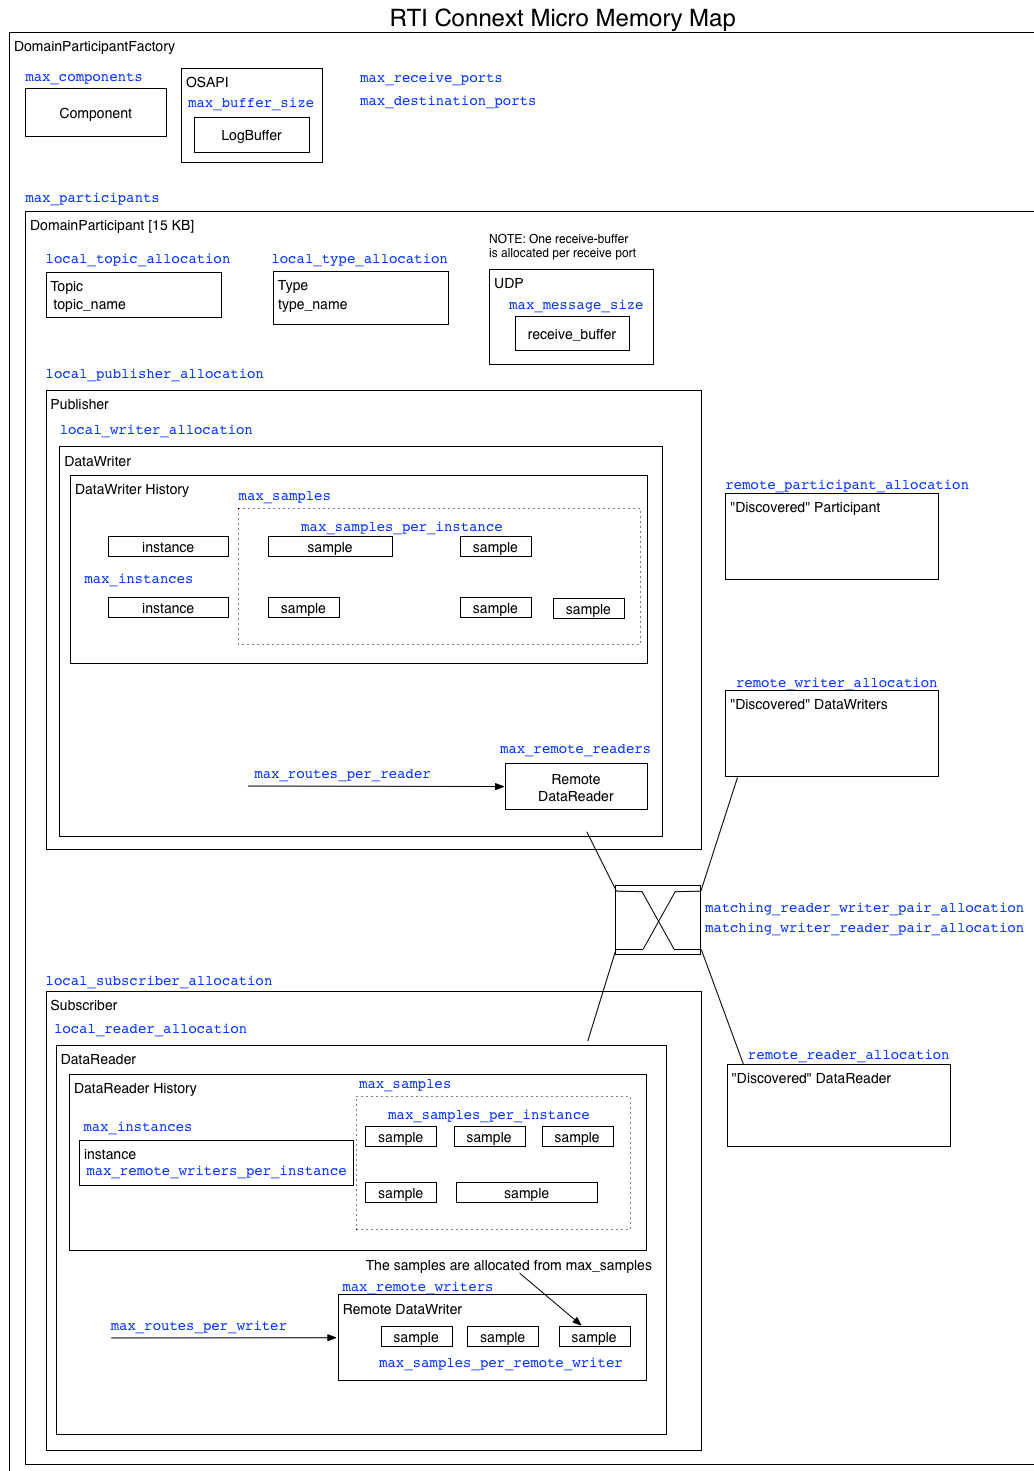 RTI Connext Micro Memory Map
DomainParticipantFactory
max_components
Component
OSAPI
max_buffer_size
LogBuffer
max_receive_ports
max_destination_ports
max_participants
DomainParticipant [15 KB]
local_topic_allocation
Topic
topic_name
local_type_allocation
Type
type_name
NOTE: One receive-buffer
is allocated per receive port
UDP
max_message_size
receive_buffer
local_publisher_allocation
Publisher
local_writer_allocation
DataWriter
DataWriter History
max_samples
max_samples_per_instance
instance
sample
sample
max_instances
instance
sample
sample
sample
remote_participant_allocation
"Discovered" Participant
remote_writer_allocation
"Discovered" DataWriters
max_remote_readers
max_routes_per_reader
Remote
DataReader
matching_reader_writer_pair_allocation
matching_writer_reader_pair_allocation
local_subscriber_allocation
Subscriber
local_reader_allocation
DataReader
DataReader History
max_samples
max_samples_per_instance
max_instances
sample
sample
sample
instance
max_remote_writers_per_instance
sample
sample
remote_reader_allocation
"Discovered" DataReader
The samples are allocated from max_samples
max_remote_writers
Remote DataWriter
max_routes_per_writer
sample
sample
sample
max_samples_per_remote_writer